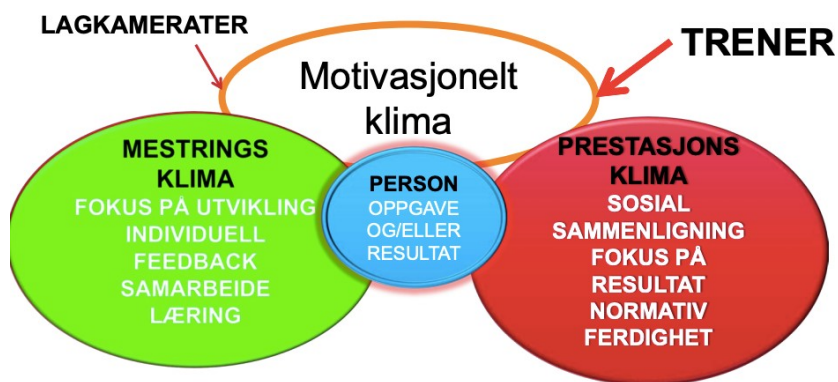 LAGKAMERATER
TRENER
Motivasjonelt
klima
MESTRINGS
KLIMA
FOKUS PÅ UTVIKLING
INDIVIDUELL
FEEDBACK
SAMARBEIDE
LÆRING
PERSON
OPPGAVE
OG/ELLER
RESULTAT
PRESTASJONS
KLIMA
SOSIAL
SAMMENLIGNING
FOKUS PÅ
RESULTAT
NORMATIV
FERDIGHET